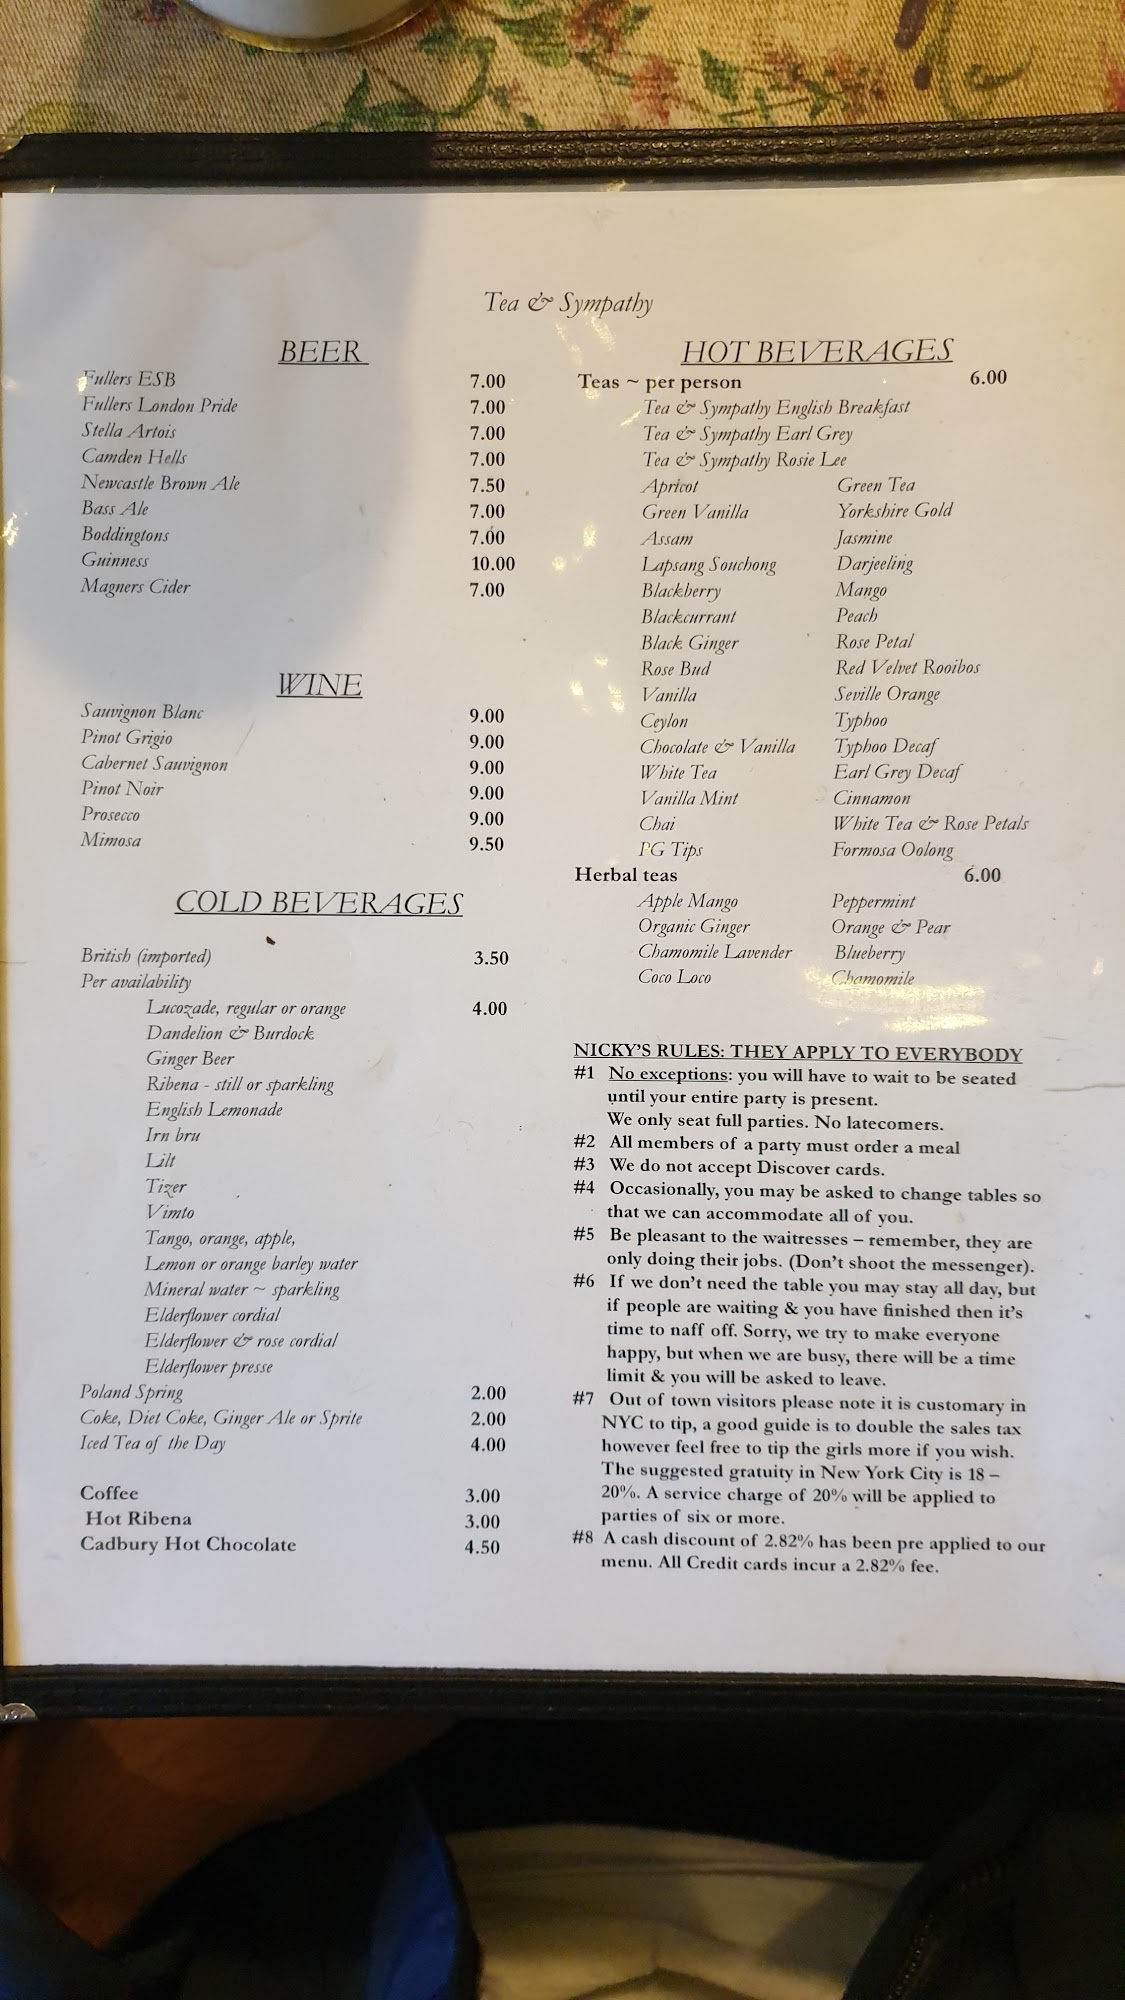 Tea & Sympathy
BEER
Fullers ESB 7.00
Fullers London Pride 7.00
Stella Artois 7.00
Camden Hells 7.00
Newcastle Brown Ale 7.50
Bass Ale 7.00
Boddingtons 7.00
Guinness 10.00
Magners Cider 7.00
WINE
Sauvignon Blanc 9.00
Pinot Grigio 9.00
Cabernet Sauvignon 9.00
Pinot Noir 9.00
Prosecco 9.00
Mimosa 9.50
COLD BEVERAGES
British (imported) 3.50
Per availability
Lucozade, regular or orange 4.00
Dandelion & Burdock
Ginger Beer
Ribena - still or sparkling
English Lemonade
Irn bru
Lilt
Tizer
Vimto
Tango, orange, apple,
Lemon or orange barley water
Mineral water ~ sparkling
Elderflower cordial
Elderflower & rose cordial
Elderflower presse
Poland Spring 2.00
Coke, Diet Coke, Ginger Ale or Sprite 2.00
Iced Tea of the Day 4.00
Coffee 3.00
Hot Ribena 3.00
Cadbury Hot Chocolate 4.50
HOT BEVERAGES
Teas ~ per person 6.00
Tea & Sympathy English Breakfast
Tea & Sympathy Earl Grey
Tea & Sympathy Rosie Lee
Apricot Green Tea
Green Vanilla Yorkshire Gold
Assam Jasmine
Lapsang Souchong Darjeeling
Blackberry Mango
Blackcurrant Peach
Black Ginger Rose Petal
Rose Bud Red Velvet Rooibos
Vanilla Seville Orange
Ceylon Typhoo
Chocolate & Vanilla Typhoo Decaf
White Tea Earl Grey Decaf
Vanilla Mint Cinnamon
Chai White Tea & Rose Petals
PG Tips Formosa Oolong
Herbal teas 6.00
Apple Mango Peppermint
Organic Ginger Orange & Pear
Chamomile Lavender Blueberry
Coco Loco Chamomile
NICKY'S RULES: THEY APPLY TO EVERYBODY
#1 No exceptions: you will have to wait to be seated
until your entire party is present.
We only seat full parties. No latecomers.
#2 All members of a party must order a meal
#3 We do not accept Discover cards.
#4 Occasionally, you may be asked to change tables so
that we can accommodate all of you.
#5 Be pleasant to the waitresses – remember, they are
only doing their jobs. (Don't shoot the messenger).
#6 If we don't need the table you may stay all day, but
if people are waiting & you have finished then it's
time to naff off. Sorry, we try to make everyone
happy, but when we are busy, there will be a time
limit & you will be asked to leave.
#7 Out of town visitors please note it is customary in
NYC to tip, a good guide is to double the sales tax
however feel free to tip the girls more if you wish.
The suggested gratuity in New York City is 18 –
20%. A service charge of 20% will be applied to
parties of six or more.
#8 A cash discount of 2.82% has been pre applied to our
menu. All Credit cards incur a 2.82% fee.